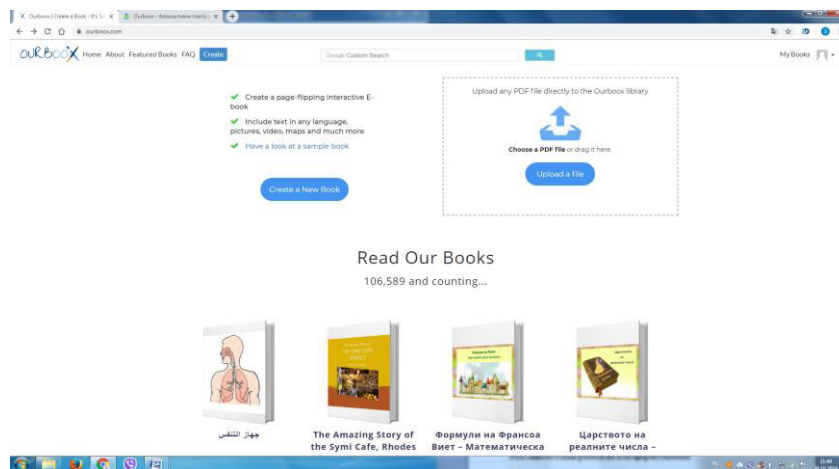 Ourboox | Create a Book - It's
Ourboox - безкоштовна
ourboox.com
OURBOOX Home About Featured Books FAQ Create
Google Custom Search
My Books
Create a page-flipping interactive E-
book
Include text in any language,
pictures, video, maps and much more
Have a look at a sample book
Create a New Book
Upload any PDF file directly to the Ourboox library
Choose a PDF file or drag it here.
Upload a file
Read Our Books
106,589 and counting...
جهاز التنفس
The Amazing Story of
the Symi Cafe, Rhodes
Формули на Франсоа
Виет – Математическа
Царството на
реалните числа –